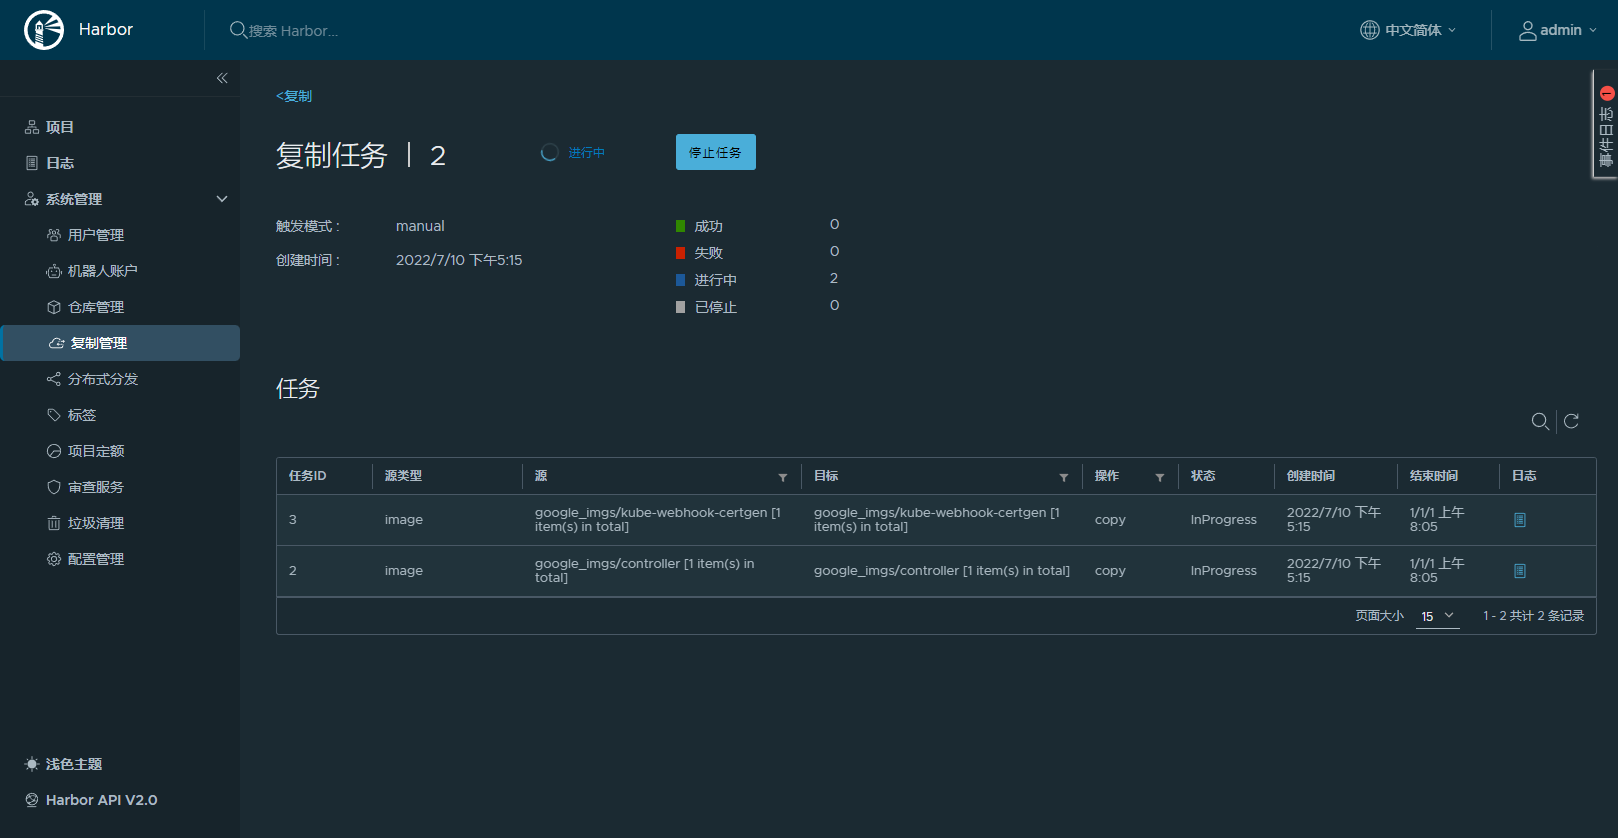 Harbor
搜索 Harbor...
中文简体
admin
事件日志
1
项目
日志
系统管理
用户管理
机器人账户
仓库管理
复制管理
分布式分发
标签
项目定额
审查服务
垃圾清理
配置管理
浅色主题
Harbor API V2.0
<复制
复制任务 | 2
进行中
停止任务
触发模式 :
manual
创建时间 :
2022/7/10 下午5:15
成功 0
失败 0
进行中 2
已停止 0
任务
任务ID 源类型 源 目标 操作 状态 创建时间 结束时间 日志
3 image google_imgs/kube-webhook-certgen [1 google_imgs/kube-webhook-certgen [1 copy InProgress 2022/7/10 下午 1/1/1 上午
item(s) in total] item(s) in total] 5:15 8:05
2 image google_imgs/controller [1 item(s) in google_imgs/controller [1 item(s) in total] copy InProgress 2022/7/10 下午 1/1/1 上午
total] 5:15 8:05
页面大小 15 1 - 2 共计 2 条记录